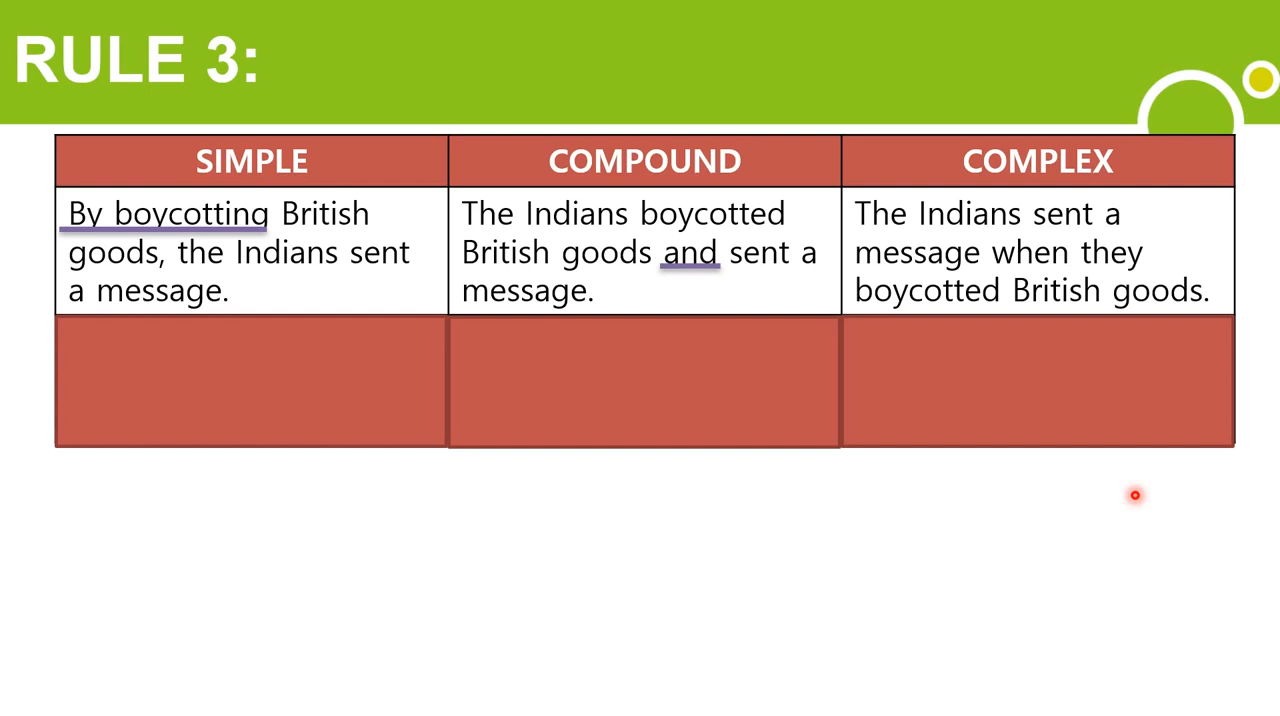 RULE 3:
SIMPLE
COMPOUND
COMPLEX
By boycotting British
goods, the Indians sent
a message.
The Indians boycotted
British goods and sent a
message.
The Indians sent a
message when they
boycotted British goods.